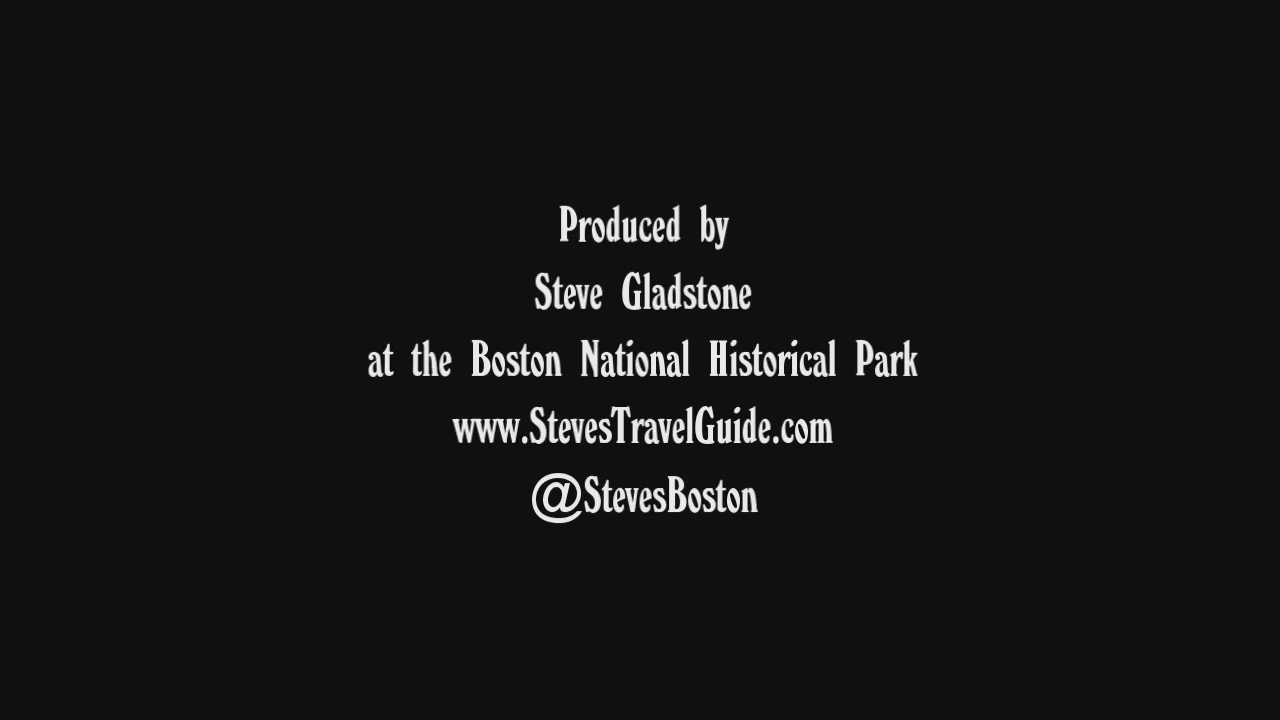 Produced by
Steve Gladstone
at the Boston National Historical Park
www.StevesTravelGuide.com
@StevesBoston